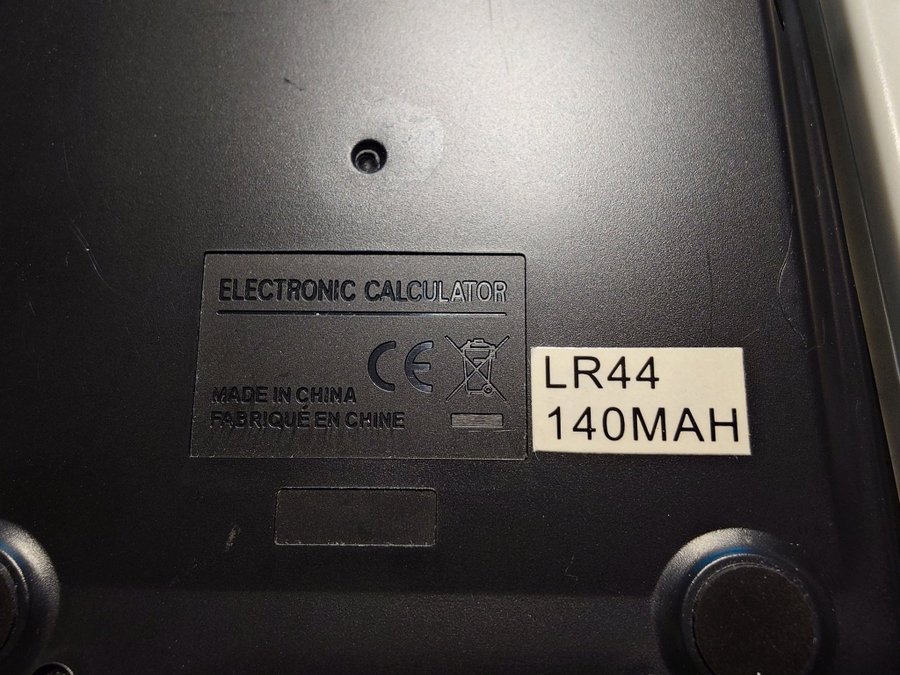 ELECTRONIC CALCULATOR
CE
MADE IN CHINA
FABRIQUÉ EN CHINE
LR44
140MAH